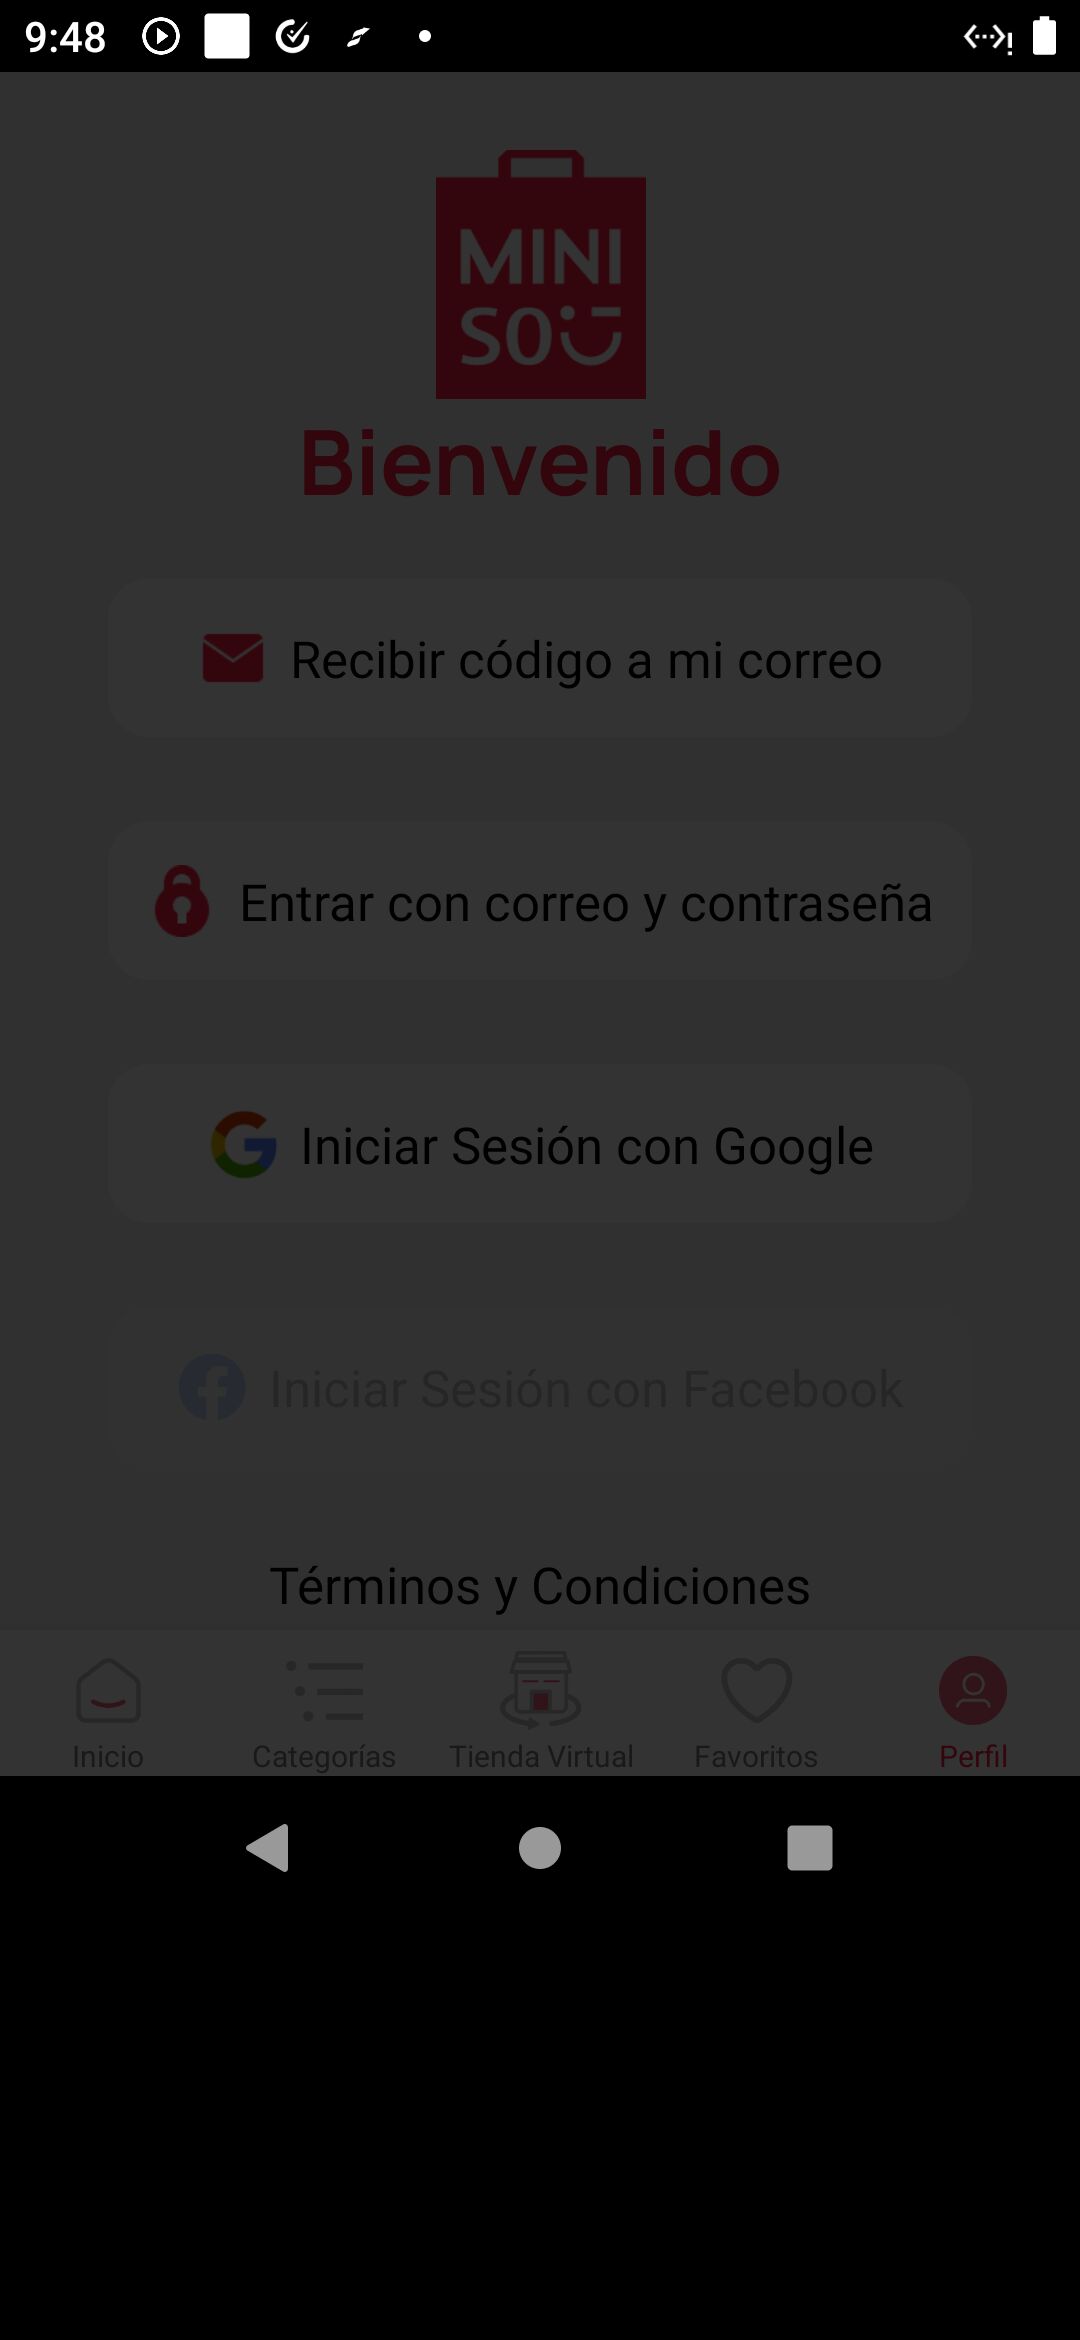 9:48
MINI
SO
Bienvenido
Recibir código a mi correo
Entrar con correo y contraseña
Iniciar Sesión con Google
Iniciar Sesión con Facebook
Términos y Condiciones
Inicio
Categorías
Tienda Virtual
Favoritos
Perfil